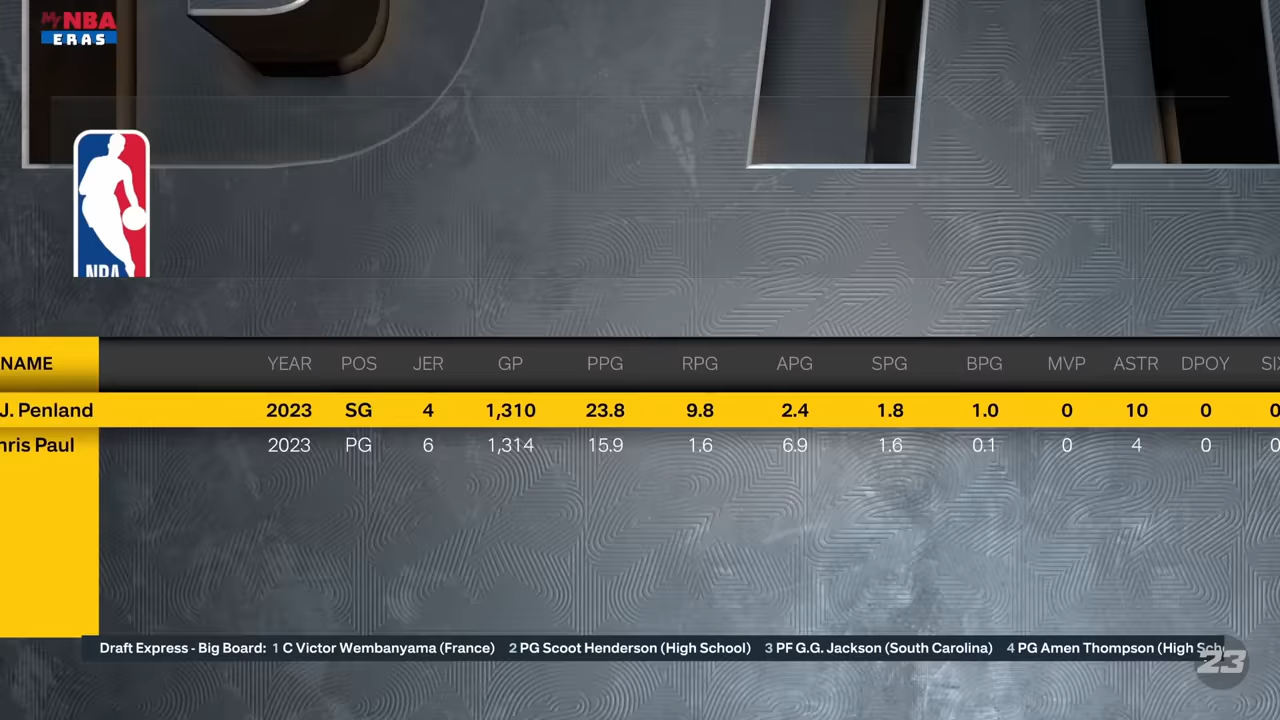 MyNBA
ERAS
NBA
NAME YEAR POS JER GP PPG RPG APG SPG BPG MVP ASTR DPOY
J. Penland 2023 SG 4 1,310 23.8 9.8 2.4 1.8 1.0 0 10 0 0
hris Paul 2023 PG 6 1,314 15.9 1.6 6.9 1.6 0.1 0 4 0 0
Draft Express - Big Board: 1 C Victor Wembanyama (France) 2 PG Scoot Henderson (High School) 3 PF G.G. Jackson (South Carolina) 4 PG Amen Thompson (High
23